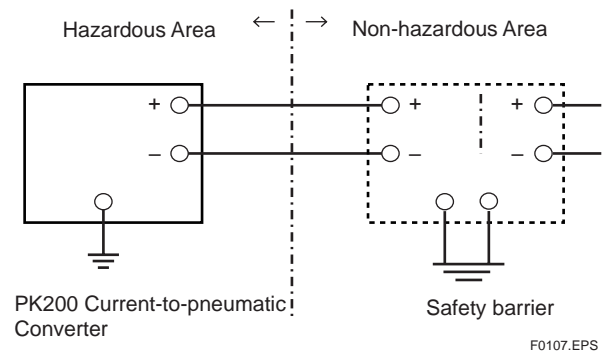 Hazardous Area ← → Non-hazardous Area
+ + +
– – –
PK200 Current-to-pneumatic Converter
Safety barrier
F0107.EPS